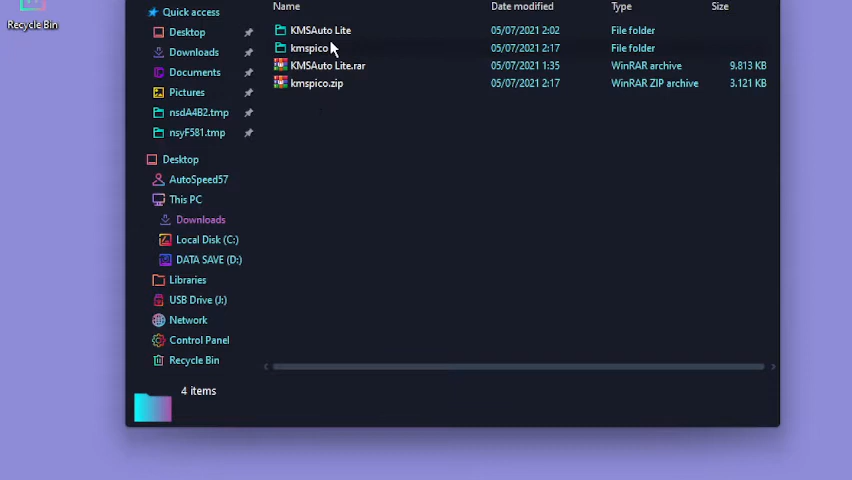 Recycle Bin
Name Date modified Type Size
Quick access
Desktop
Downloads
Documents
Pictures
nsdA4B2.tmp
nsyF581.tmp
Desktop
AutoSpeed57
This PC
Downloads
Local Disk (C:)
DATA SAVE (D:)
Libraries
USB Drive (J:)
Network
Control Panel
Recycle Bin
KMSAuto Lite 05/07/2021 2:02 File folder
kmspico 05/07/2021 2:17 File folder
KMSAuto Lite.rar 05/07/2021 1:35 WinRAR archive 9.813 KB
kmspico.zip 05/07/2021 2:17 WinRAR ZIP archive 3.121 KB
4 items